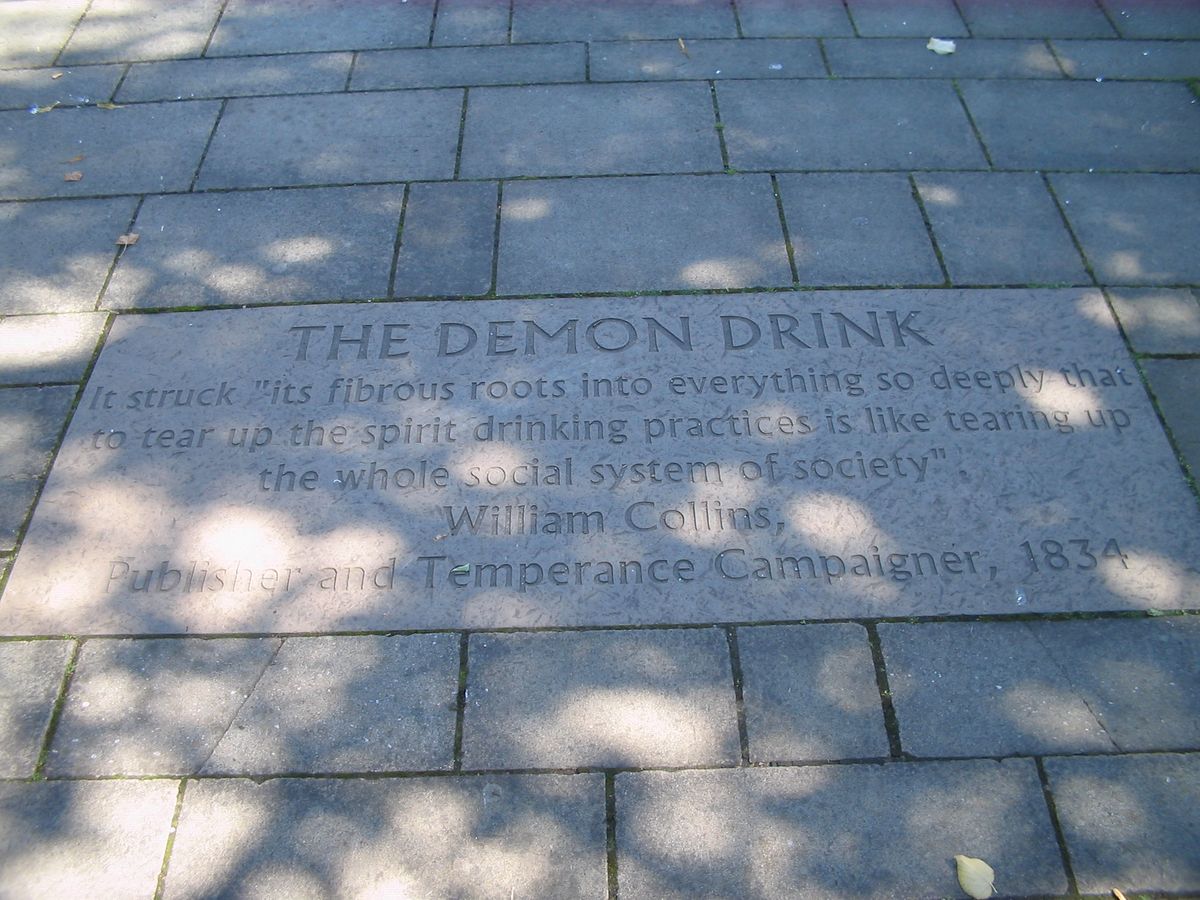 THE DEMON DRINK
It struck "its fibrous roots into everything so deeply that
to tear up the spirit drinking practices is like tearing up
the whole social system of society".
William Collins,
Publisher and Temperance Campaigner, 1834